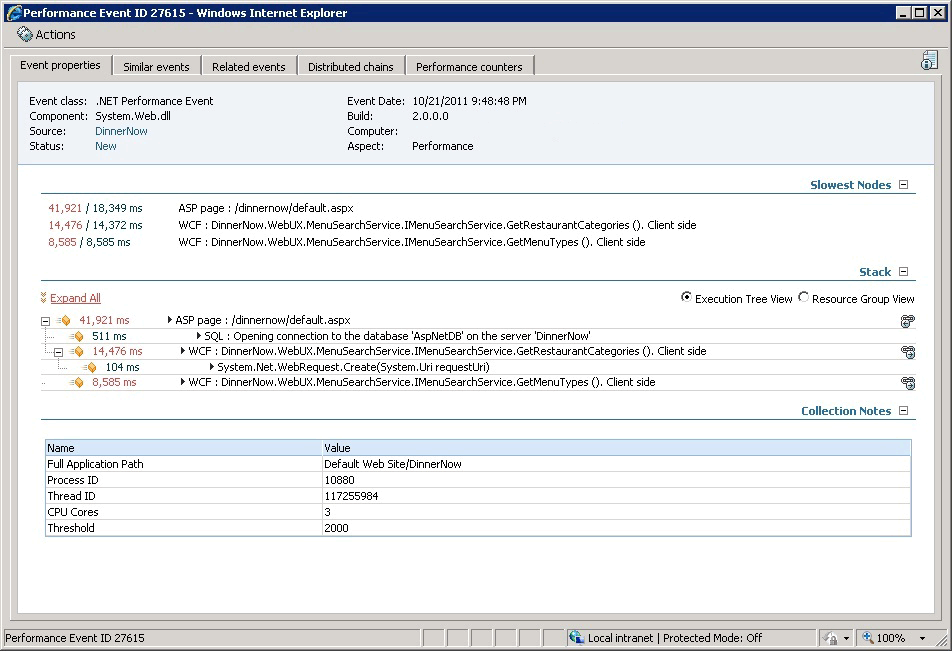 Performance Event ID 27615 - Windows Internet Explorer
Actions
Event properties Similar events Related events Distributed chains Performance counters
Event class: .NET Performance Event Event Date: 10/21/2011 9:48:48 PM
Component: System.Web.dll Build: 2.0.0.0
Source: DinnerNow Computer:
Status: New Aspect: Performance
Slowest Nodes
41,921 / 18,349 ms ASP page : /dinnernow/default.aspx
14,476 / 14,372 ms WCF : DinnerNow.WebUX.MenuSearchService.IMenuSearchService.GetRestaurantCategories (). Client side
8,585 / 8,585 ms WCF : DinnerNow.WebUX.MenuSearchService.IMenuSearchService.GetMenuTypes (). Client side
Stack
Expand All Execution Tree View Resource Group View
41,921 ms ASP page : /dinnernow/default.aspx
511 ms SQL : Opening connection to the database 'AspNetDB' on the server 'DinnerNow'
14,476 ms WCF : DinnerNow.WebUX.MenuSearchService.IMenuSearchService.GetRestaurantCategories (). Client side
104 ms System.Net.WebRequest.Create(System.Uri requestUri)
8,585 ms WCF : DinnerNow.WebUX.MenuSearchService.IMenuSearchService.GetMenuTypes (). Client side
Collection Notes
Name Value
Full Application Path Default Web Site/DinnerNow
Process ID 10880
Thread ID 117255984
CPU Cores 3
Threshold 2000
Performance Event ID 27615 Local intranet | Protected Mode: Off 100%